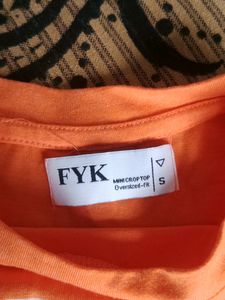 FYK
MINI CROP TOP
Oversized-fit
S